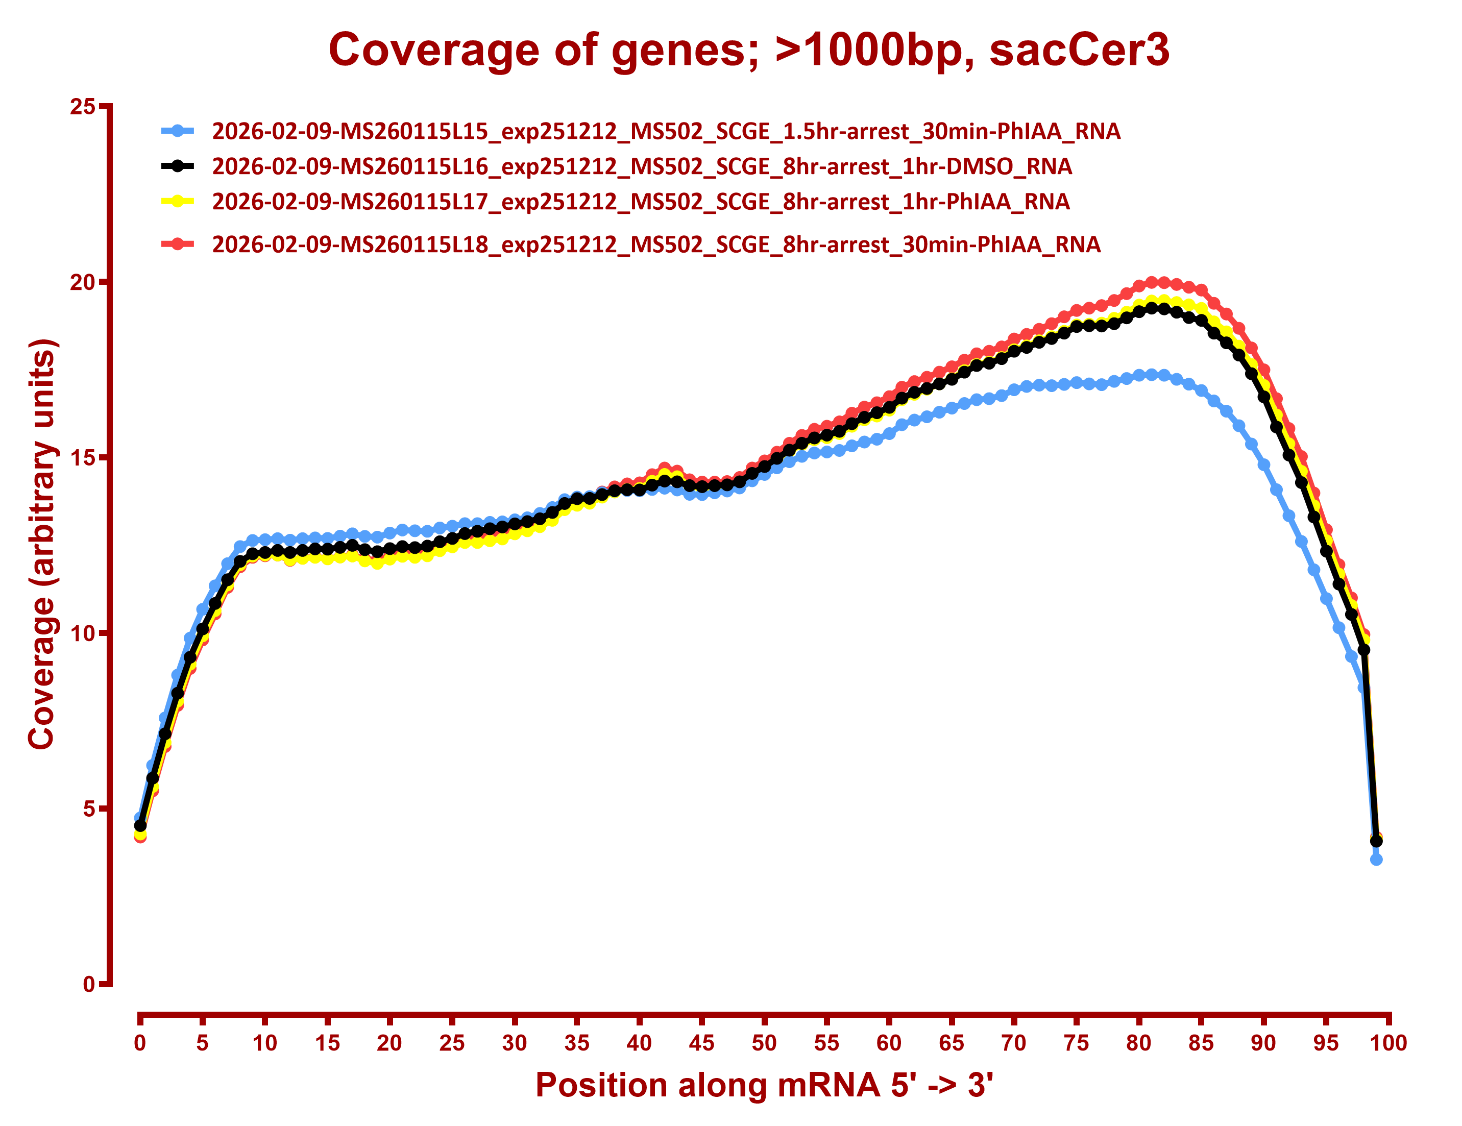 Coverage of genes; >1000bp, sacCer3
25
2026-02-09-MS260115L15_exp251212_MS502_SCGE_1.5hr-arrest_30min-PhIAA_RNA
2026-02-09-MS260115L16_exp251212_MS502_SCGE_8hr-arrest_1hr-DMSO_RNA
2026-02-09-MS260115L17_exp251212_MS502_SCGE_8hr-arrest_1hr-PhIAA_RNA
2026-02-09-MS260115L18_exp251212_MS502_SCGE_8hr-arrest_30min-PhIAA_RNA
20
15
10
5
0
Coverage (arbitrary units)
0 5 10 15 20 25 30 35 40 45 50 55 60 65 70 75 80 85 90 95 100
Position along mRNA 5' -> 3'